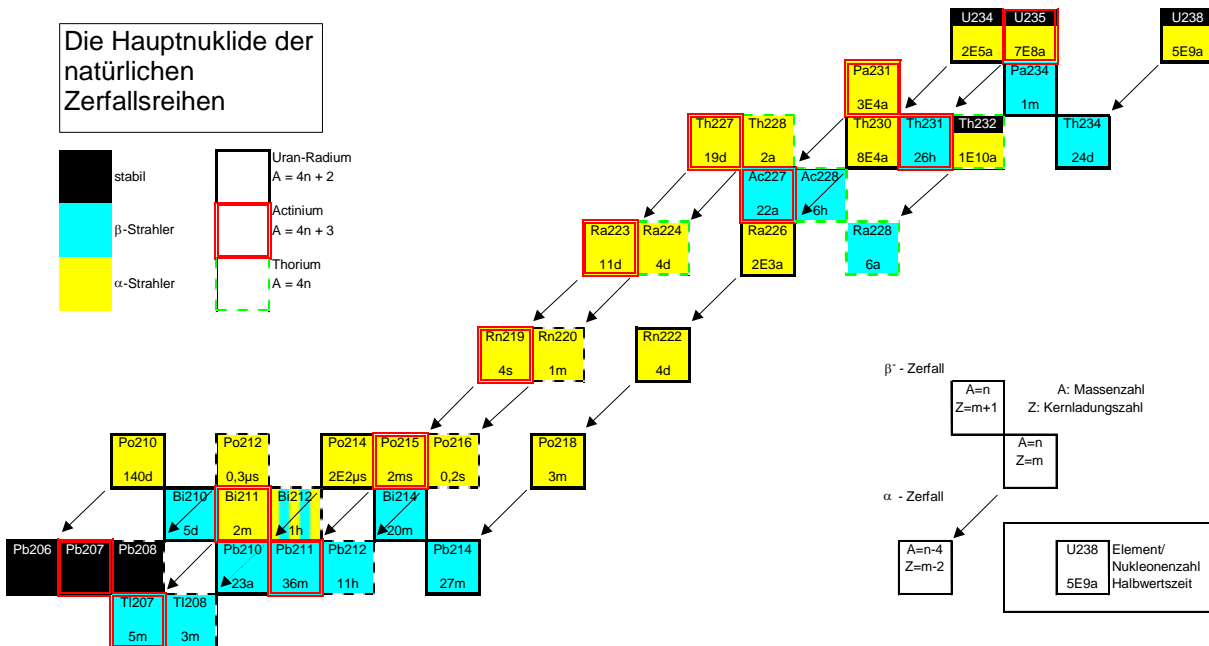 Die Hauptnuklide der
natürlichen
Zerfallsreihen
stabil
β-Strahler
α-Strahler
Uran-Radium
A = 4n + 2
Actinium
A = 4n + 3
Thorium
A = 4n
U234
2E5a
U235
7E8a
U238
5E9a
Pa231
3E4a
Pa234
1m
Th227
19d
Th228
2a
Th230
8E4a
Th231
26h
Th232
1E10a
Th234
24d
Ac227
22a
Ac228
6h
Ra223
11d
Ra224
4d
Ra226
2E3a
Ra228
6a
Rn219
4s
Rn220
1m
Rn222
4d
Po210
140d
Po212
0,3µs
Po214
2E2µs
Po215
2ms
Po216
0,2s
Po218
3m
Bi210
5d
Bi211
2m
Bi212
1h
Bi214
20m
Pb206
Pb207
Pb208
Pb210
23a
Pb211
36m
Pb212
11h
Pb214
27m
Tl207
5m
Tl208
3m
β⁻ - Zerfall
A=n
Z=m+1
A: Massenzahl
Z: Kernladungszahl
A=n
Z=m
α - Zerfall
A=n-4
Z=m-2
U238
5E9a
Element/
Nukleonenzahl
Halbwertszeit